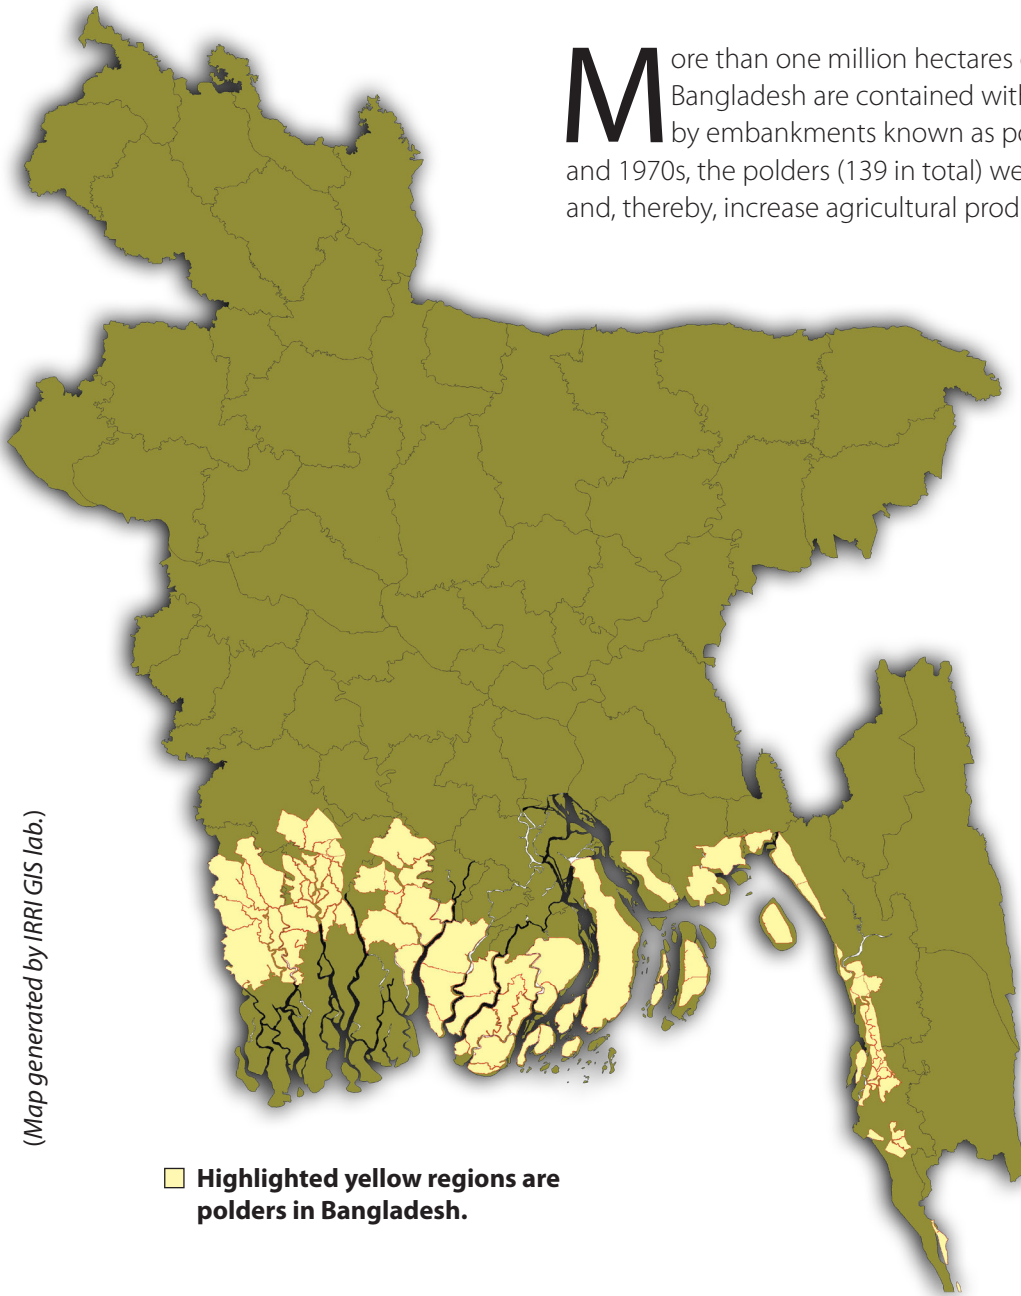 More than one million hectares
Bangladesh are contained
by embankments known as
and 1970s, the polders (139 in total)
and, thereby, increase agricultural
(Map generated by IRRI GIS lab.)
Highlighted yellow regions are
polders in Bangladesh.